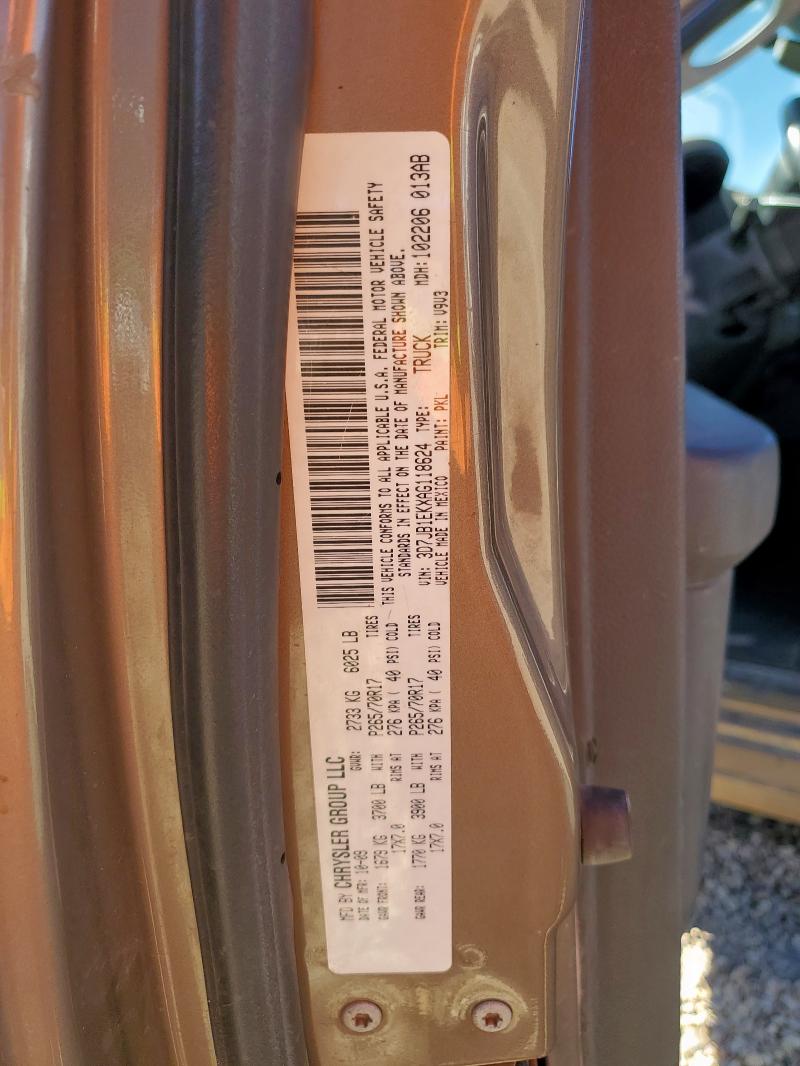 MFD BY CHRYSLER GROUP LLC
DATE OF MFR: 10-09 GVWR: 2733 KG 6025 LB
GAWR FRONT: 1679 KG 3700 LB WITH P265/70R17 TIRES
17X7.0 RIMS AT 276 KPA ( 40 PSI) COLD
GAWR REAR: 1770 KG 3900 LB WITH P265/70R17 TIRES
17X7.0 RIMS AT 276 KPA ( 40 PSI) COLD
THIS VEHICLE CONFORMS TO ALL APPLICABLE U.S.A. FEDERAL MOTOR VEHICLE SAFETY
STANDARDS IN EFFECT ON THE DATE OF MANUFACTURE SHOWN ABOVE.
VIN: 3D7JB1EKXAG118624 TYPE: TRUCK MDH: 102206 013AB
VEHICLE MADE IN MEXICO PAINT: PKL TRIM: V9V3